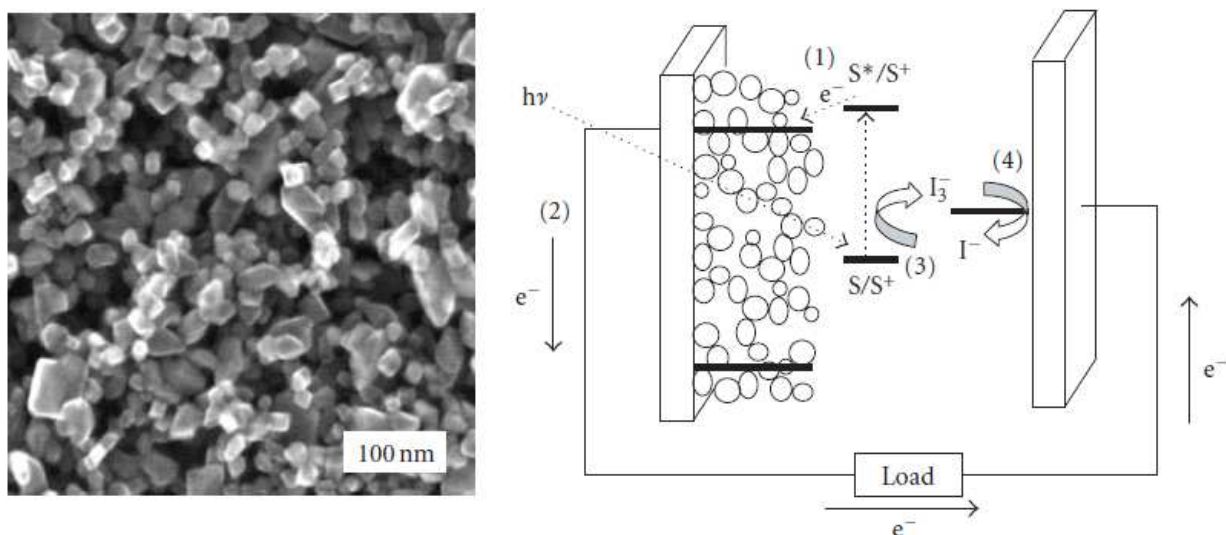 100 nm
hν
(1)
S*/S⁺
e⁻
(2)
e⁻
I₃⁻
(4)
I⁻
(3)
S/S⁺
e⁻
Load
e⁻